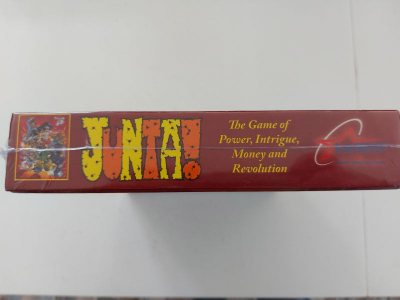 JUNTA!
The Game of
Power, Intrigue,
Money and
Revolution